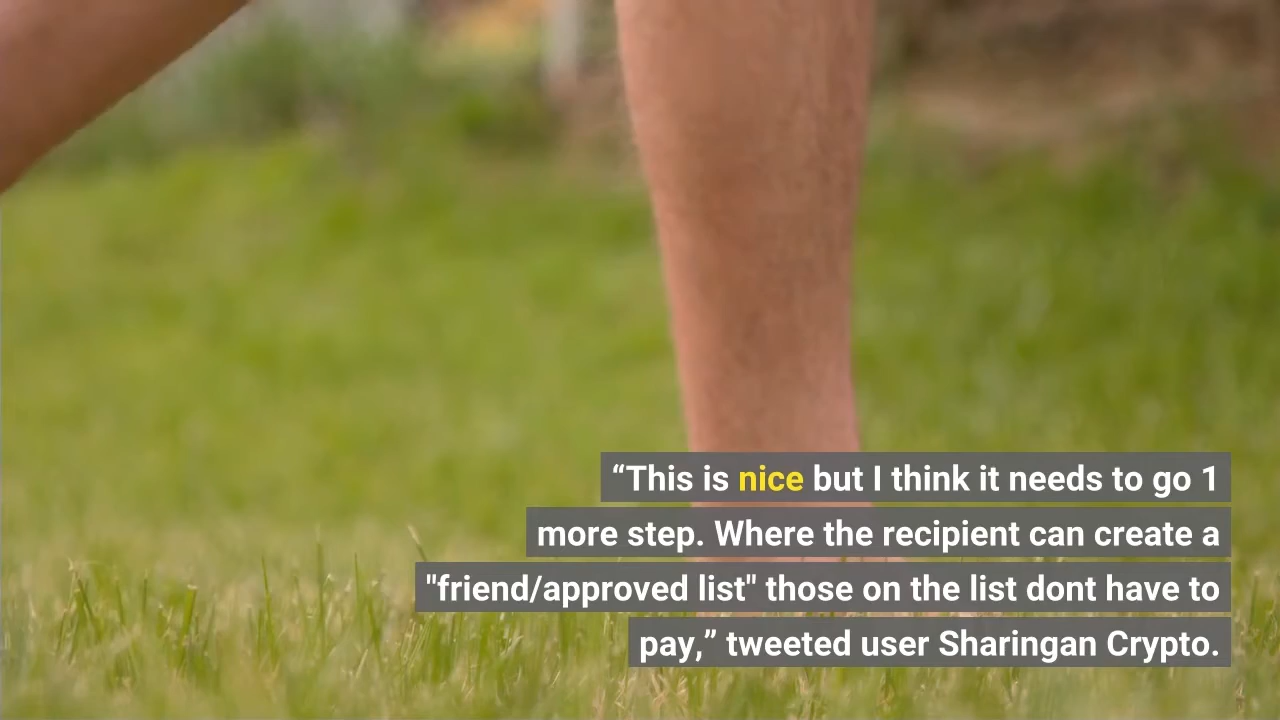 “This is nice but I think it needs to go 1
more step. Where the recipient can create a
"friend/approved list" those on the list dont have to
pay,” tweeted user Sharingan Crypto.